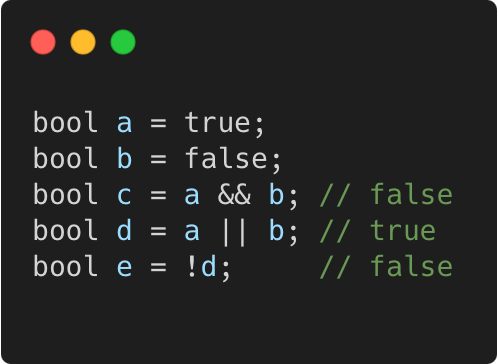 bool a = true;
bool b = false;
bool c = a && b; // false
bool d = a || b; // true
bool e = !d;     // false